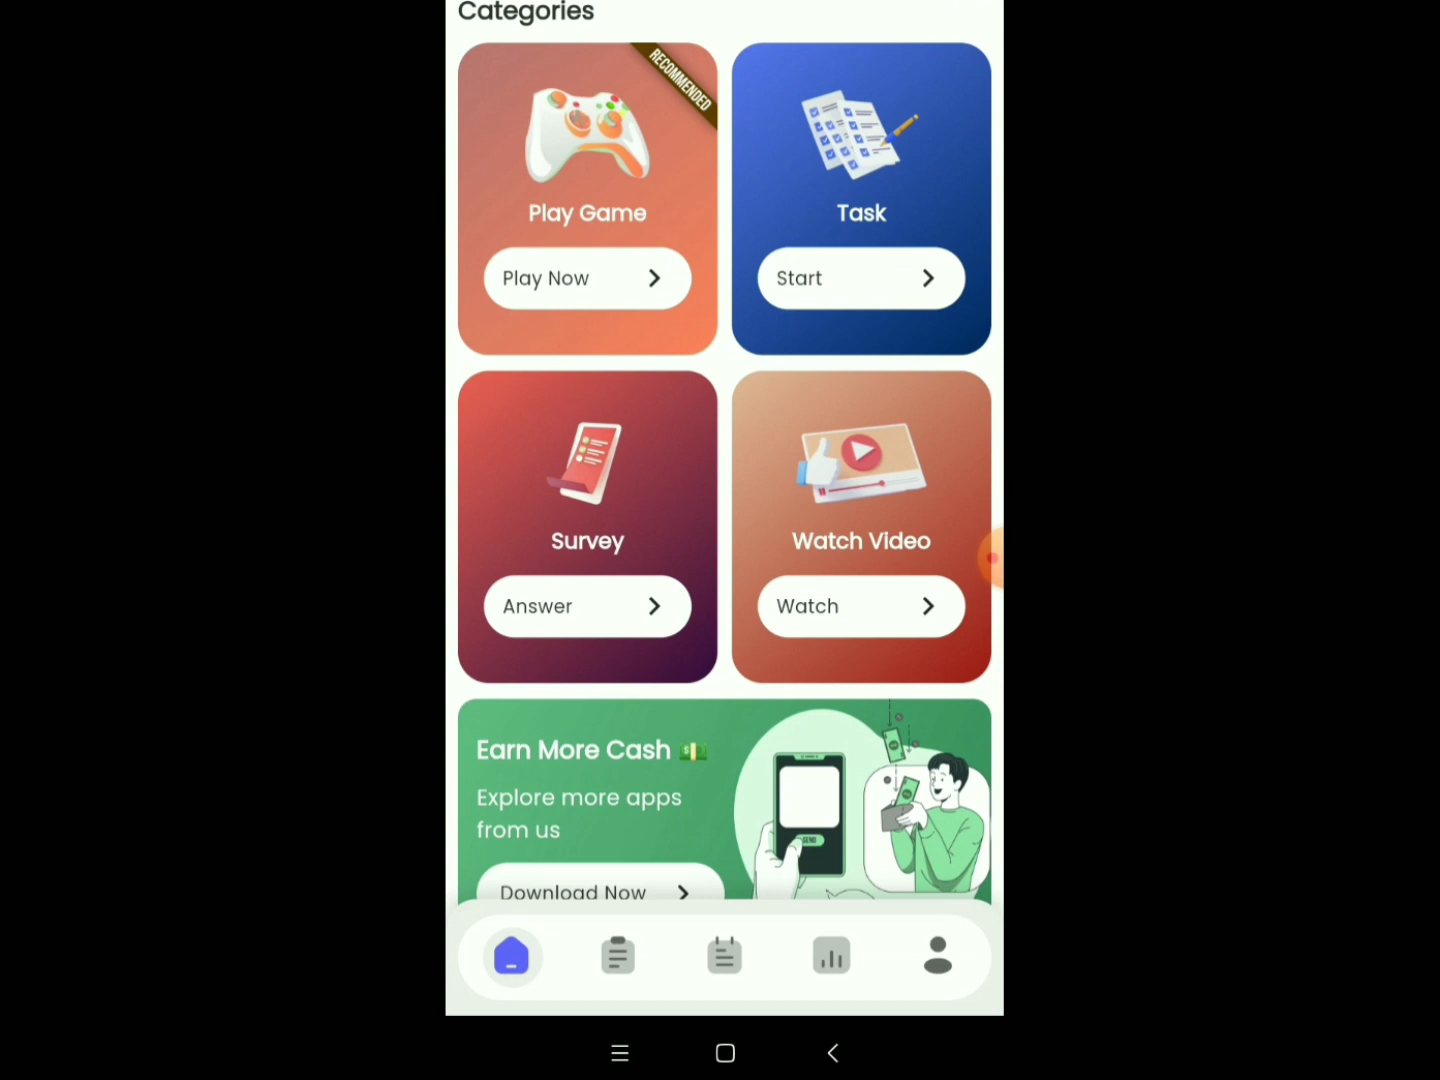 Categories
RECOMMENDED
Play Game
Play Now
Task
Start
Survey
Answer
Watch Video
Watch
Earn More Cash
Explore more apps
from us
Download Now
SEND